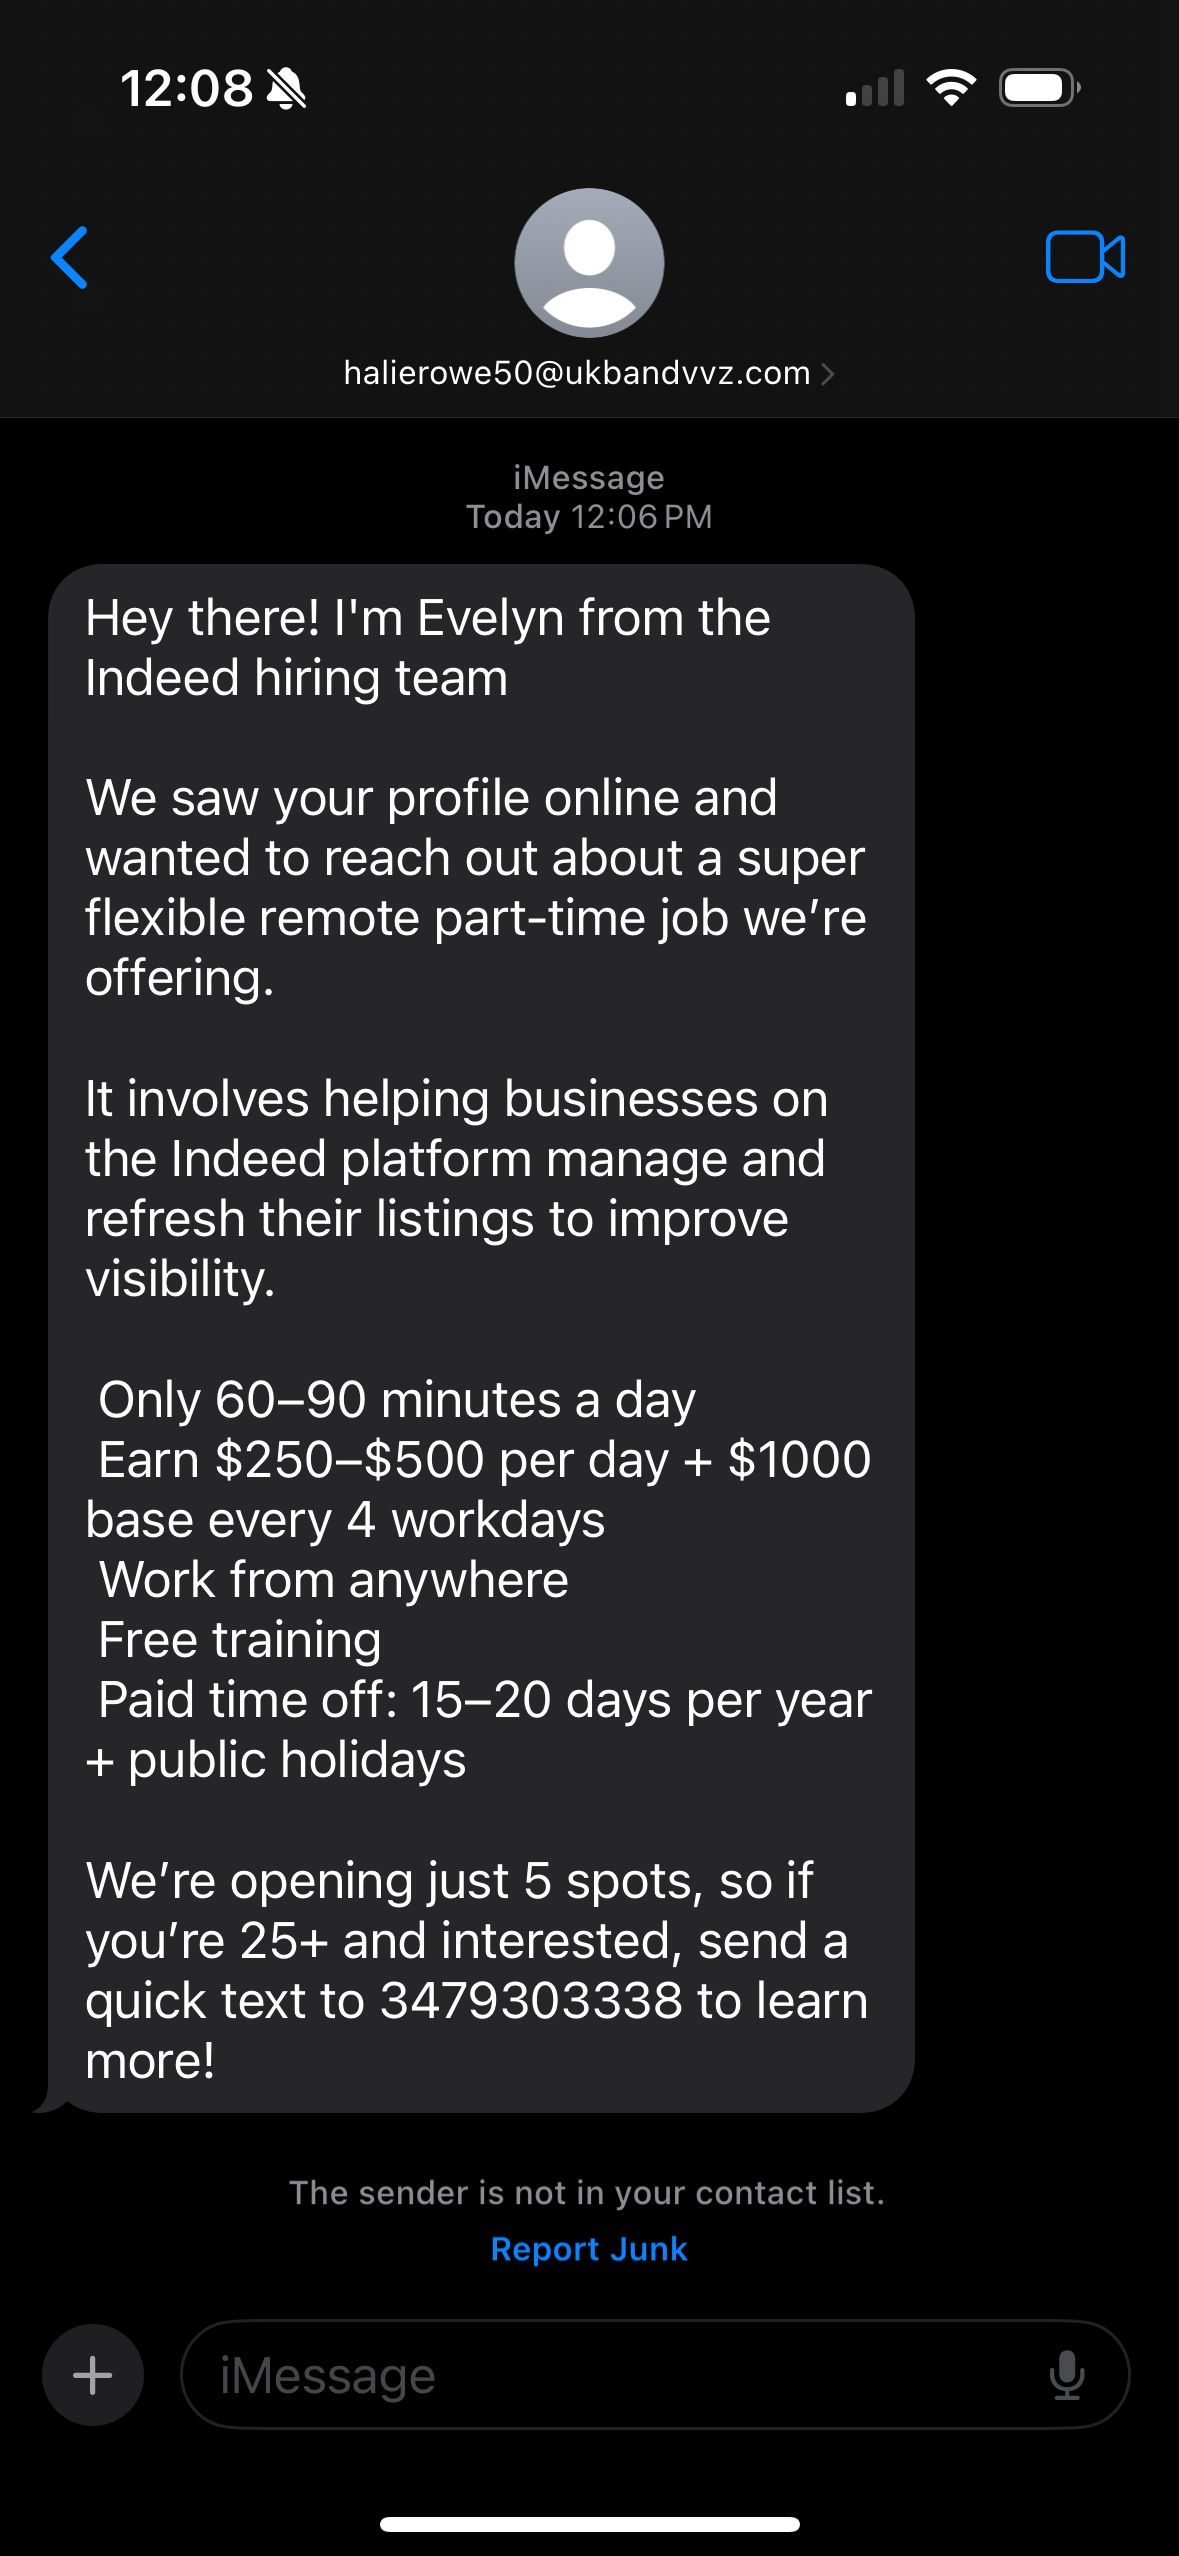 12:08
halierowe50@ukbandvvz.com
iMessage
Today 12:06 PM
Hey there! I'm Evelyn from the
Indeed hiring team
We saw your profile online and
wanted to reach out about a super
flexible remote part-time job we’re
offering.
It involves helping businesses on
the Indeed platform manage and
refresh their listings to improve
visibility.
Only 60–90 minutes a day
Earn $250–$500 per day + $1000
base every 4 workdays
Work from anywhere
Free training
Paid time off: 15–20 days per year
+ public holidays
We’re opening just 5 spots, so if
you’re 25+ and interested, send a
quick text to 3479303338 to learn
more!
The sender is not in your contact list.
Report Junk
iMessage